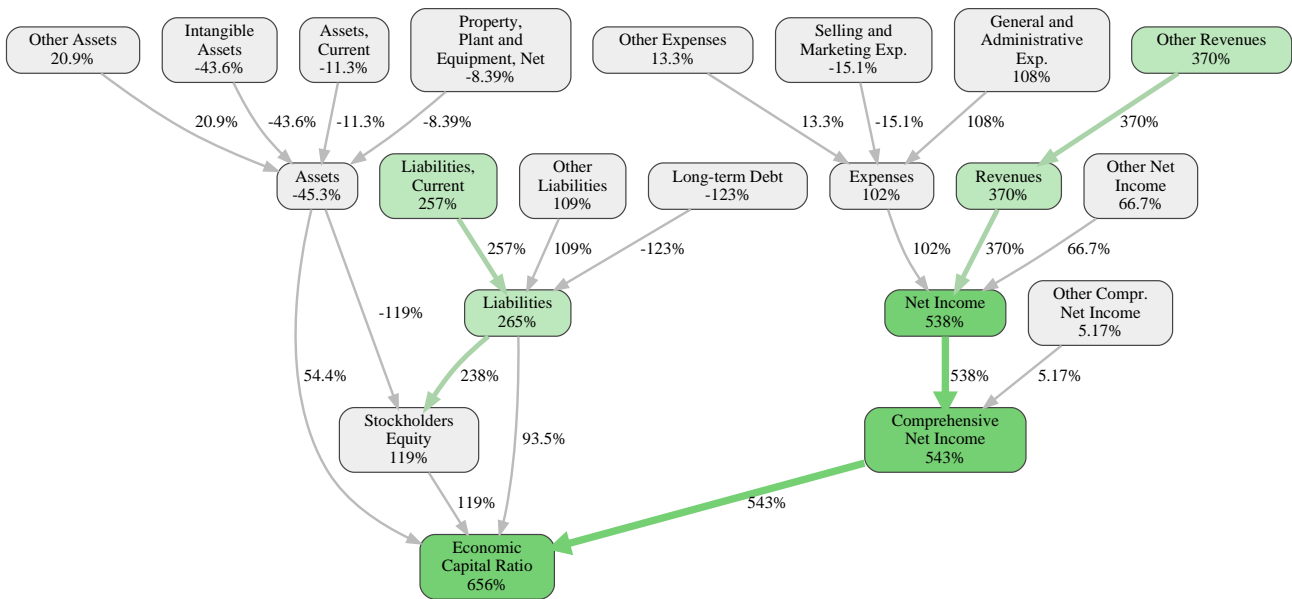 Other Assets
20.9%
Intangible
Assets
-43.6%
Assets,
Current
-11.3%
Property,
Plant and
Equipment, Net
-8.39%
Other Expenses
13.3%
Selling and
Marketing Exp.
-15.1%
General and
Administrative
Exp.
108%
Other Revenues
370%
20.9%
-43.6%
-11.3%
-8.39%
13.3%
-15.1%
108%
370%
Assets
-45.3%
Liabilities,
Current
257%
Other
Liabilities
109%
Long-term Debt
-123%
Expenses
102%
Revenues
370%
Other Net
Income
66.7%
257%
109%
-123%
102%
370%
66.7%
Liabilities
265%
Net Income
538%
Other Compr.
Net Income
5.17%
-119%
54.4%
238%
93.5%
538%
5.17%
Stockholders
Equity
119%
Comprehensive
Net Income
543%
119%
543%
Economic
Capital Ratio
656%